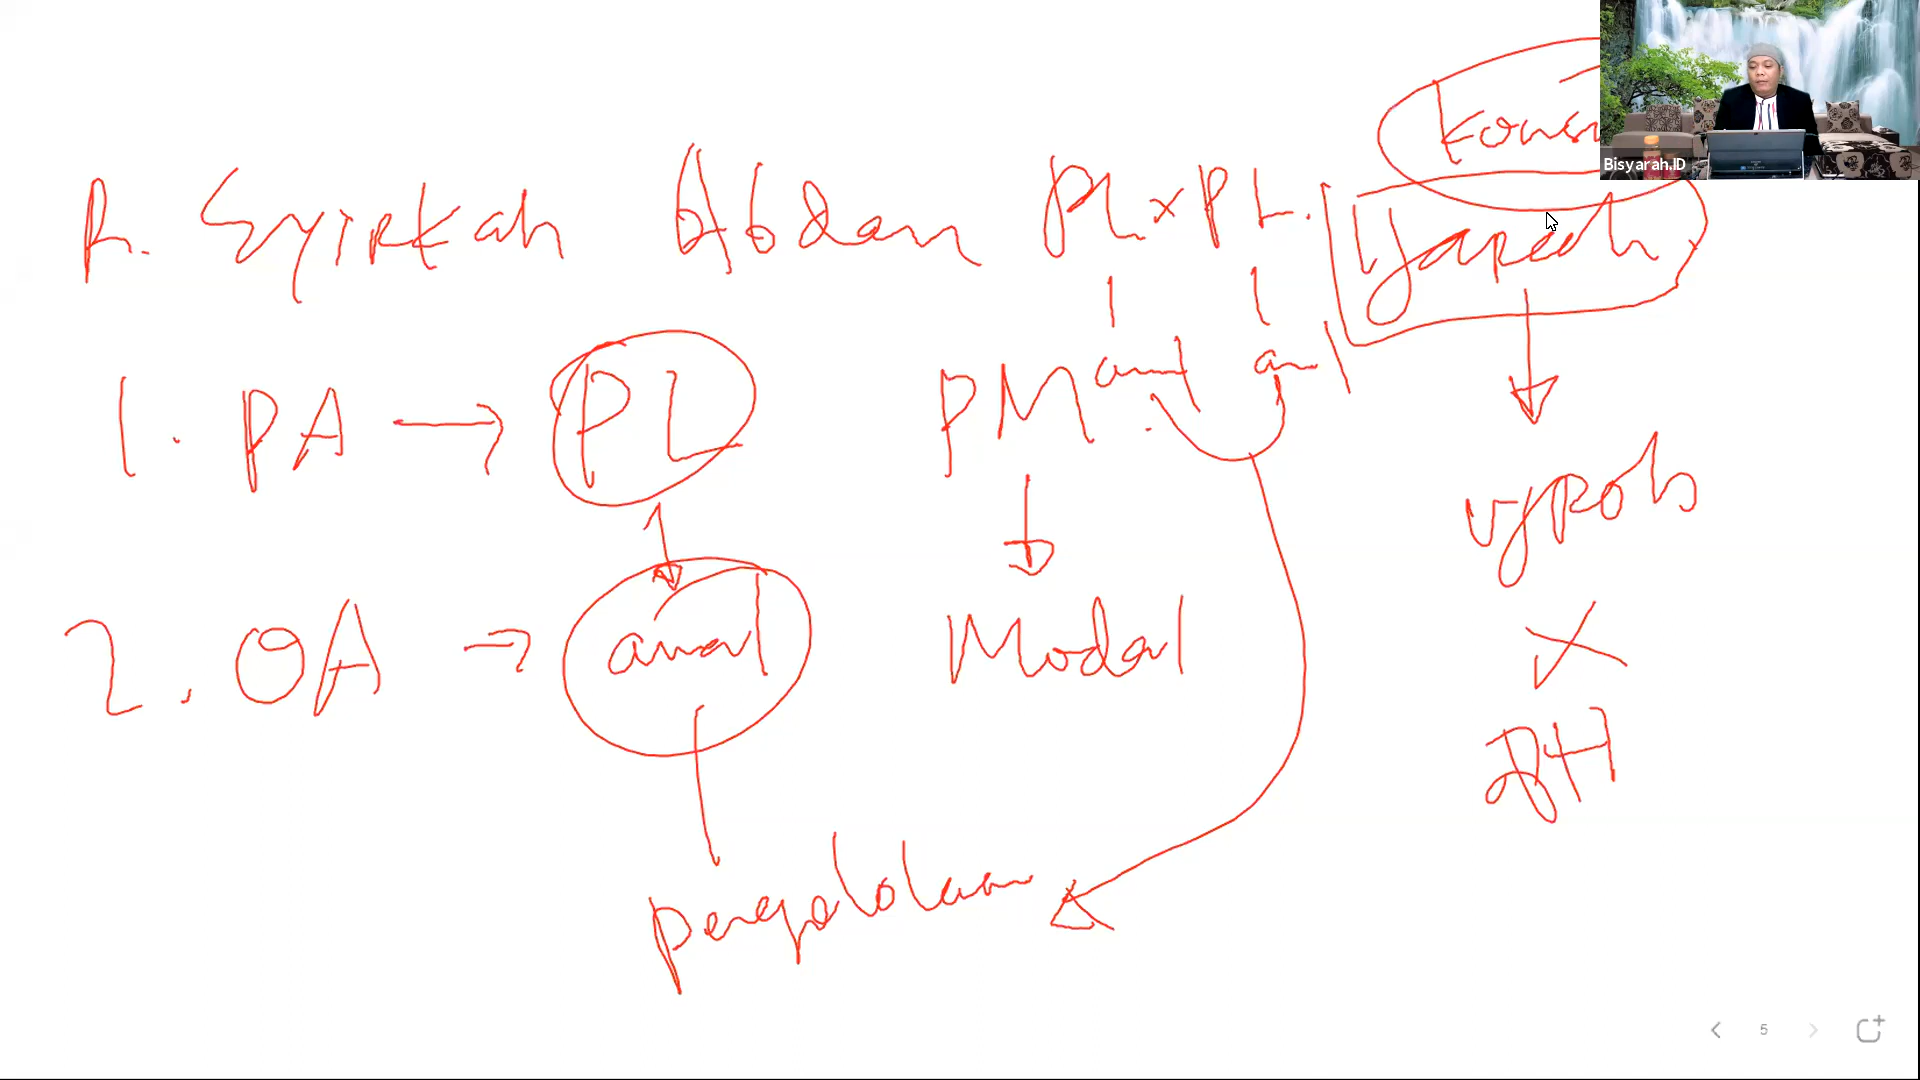 R. Syirkah Abdan PL x PL.
Ijarah
Bisyarah.ID
1. PA → PL PM amal amal
2. OA → amal Modal
ujroh
x
BH
pengelolaan
5